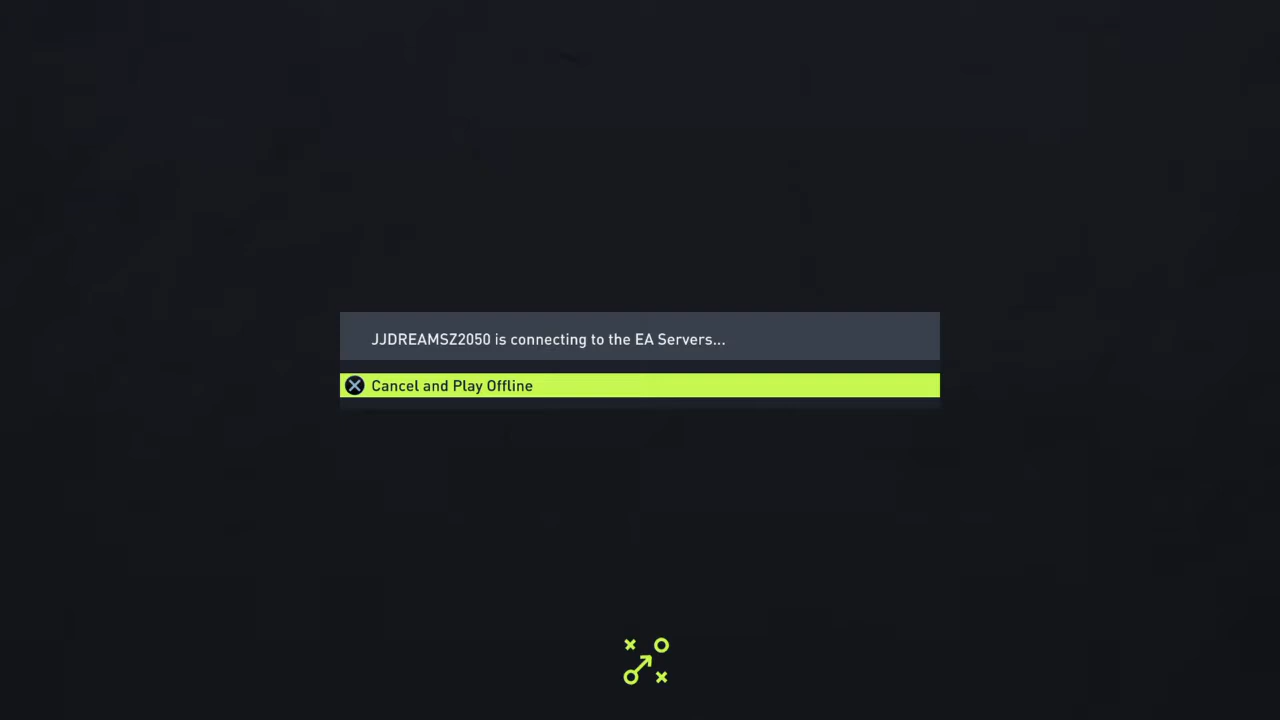 JJDREAMSZ2050 is connecting to the EA Servers...
Cancel and Play Offline